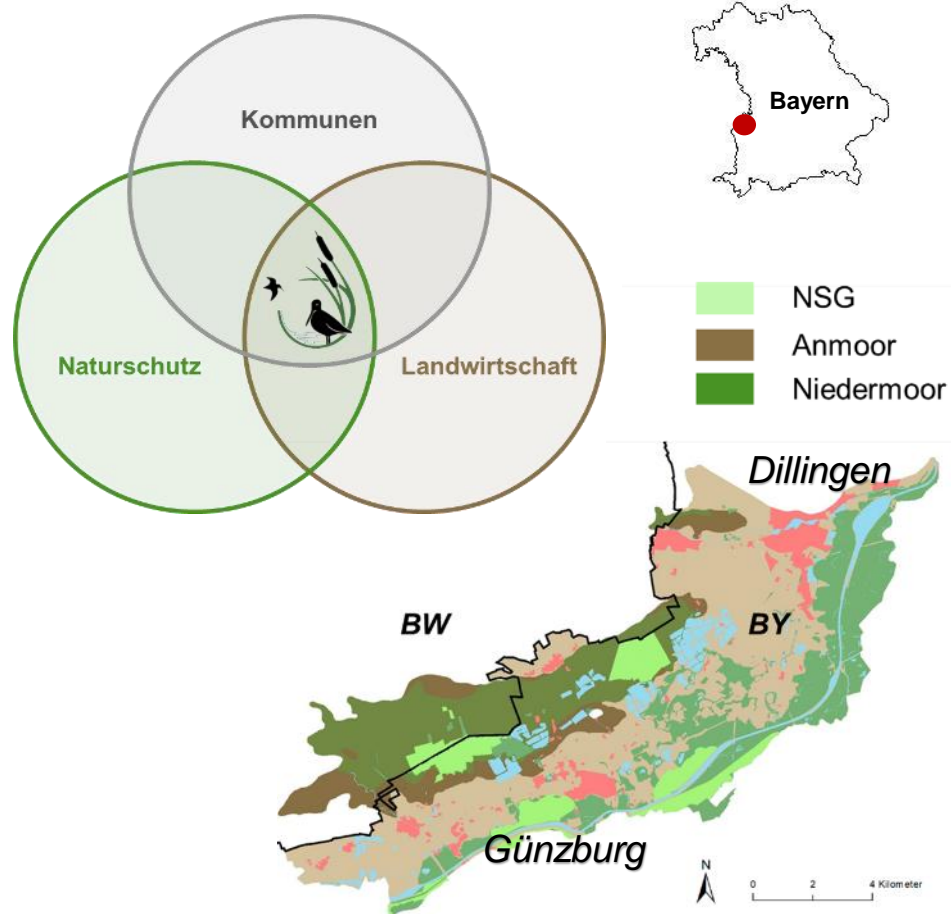 Kommunen
Naturschutz
Landwirtschaft
Bayern
NSG
Anmoor
Niedermoor
Dillingen
BW
BY
Günzburg
N
0 2 4 Kilometer